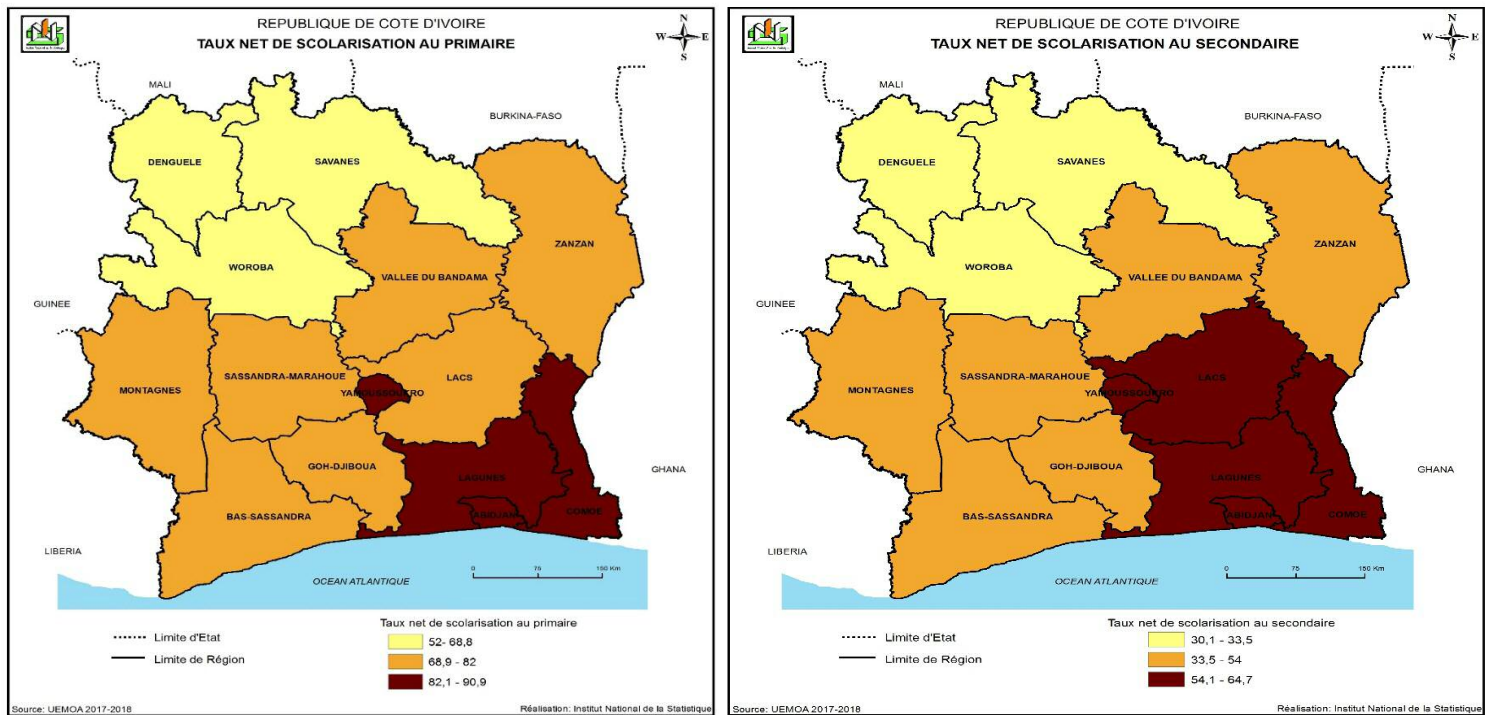 REPUBLIQUE DE COTE D'IVOIRE
TAUX NET DE SCOLARISATION AU PRIMAIRE
N
W
E
S
MALI
BURKINA-FASO
DENGUELE
SAVANES
ZANZAN
WOROBA
VALLEE DU BANDAMA
GUINEE
MONTAGNES
SASSANDRA-MARAHOUE
LACS
YAMOUSSOUKRO
GOH-DJIBOUA
LAGUNES
GHANA
BAS-SASSANDRA
ABIDJAN
COMOE
LIBERIA
OCEAN ATLANTIQUE
0 75 150 Km
Limite d'Etat
Limite de Région
Taux net de scolarisation au primaire
52- 68,8
68,9 - 82
82,1 - 90,9
Source: UEMOA 2017-2018
Réalisation: Institut National de la Statistique
REPUBLIQUE DE COTE D'IVOIRE
TAUX NET DE SCOLARISATION AU SECONDAIRE
N
W
E
S
MALI
BURKINA-FASO
DENGUELE
SAVANES
ZANZAN
WOROBA
VALLEE DU BANDAMA
GUINEE
MONTAGNES
SASSANDRA-MARAHOUE
LACS
YAMOUSSOUKRO
GOH-DJIBOUA
LAGUNES
GHANA
BAS-SASSANDRA
ABIDJAN
COMOE
LIBERIA
OCEAN ATLANTIQUE
0 75 150 Km
Limite d'Etat
Limite de Région
Taux net de scolarisation au secondaire
30,1 - 33,5
33,5 - 54
54,1 - 64,7
Source: UEMOA 2017-2018
Réalisation: Institut National de la Statistique